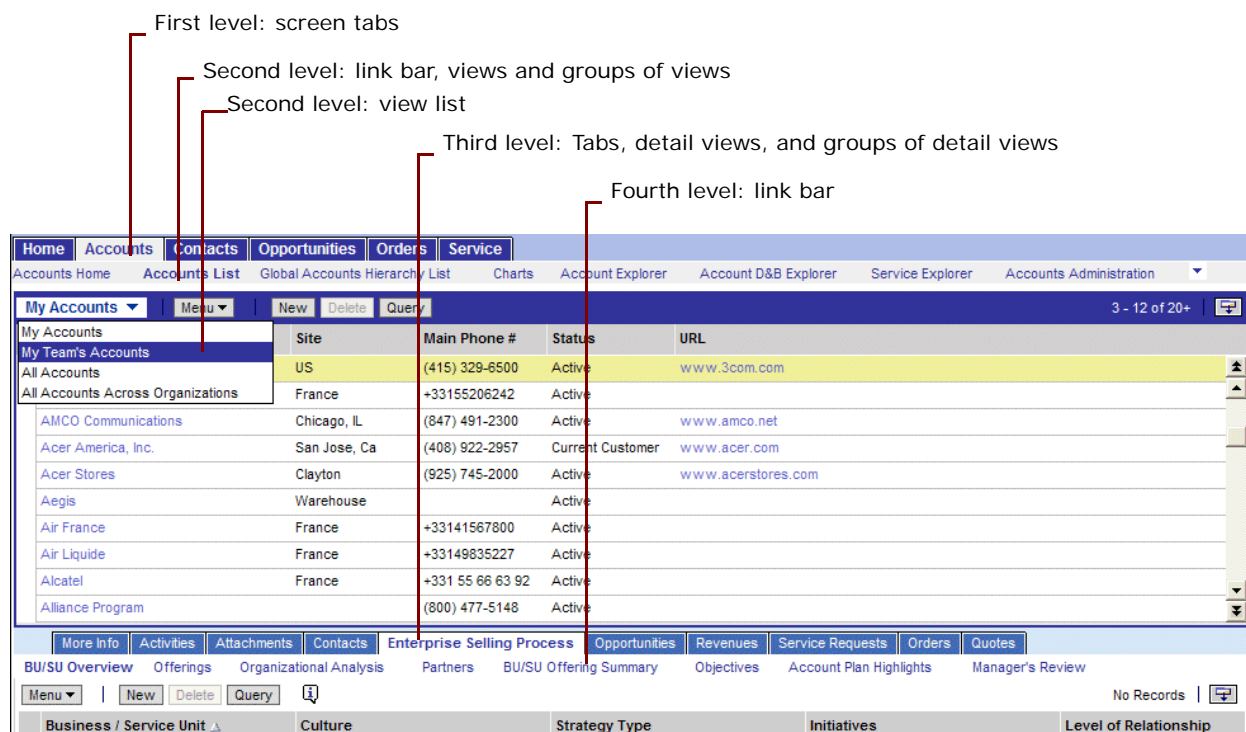 First level: screen tabs
Second level: link bar, views and groups of views
Second level: view list
Third level: Tabs, detail views, and groups of detail views
Fourth level: link bar
Home Accounts Contacts Opportunities Orders Service
Accounts Home Accounts List Global Accounts Hierarchy List Charts Account Explorer Account D&B Explorer Service Explorer Accounts Administration
My Accounts Menu New Delete Query 3 - 12 of 20+
My Accounts
My Team's Accounts
All Accounts
All Accounts Across Organizations
Site Main Phone # Status URL
US (415) 329-6500 Active www.3com.com
France +33155206242 Active
AMCO Communications Chicago, IL (847) 491-2300 Active www.amco.net
Acer America, Inc. San Jose, Ca (408) 922-2957 Current Customer www.acer.com
Acer Stores Clayton (925) 745-2000 Active www.acerstores.com
Aegis Warehouse Active
Air France France +33141567800 Active
Air Liquide France +33149835227 Active
Alcatel France +331 55 66 63 92 Active
Alliance Program (800) 477-5148 Active
More Info Activities Attachments Contacts Enterprise Selling Process Opportunities Revenues Service Requests Orders Quotes
BU/SU Overview Offerings Organizational Analysis Partners BU/SU Offering Summary Objectives Account Plan Highlights Manager's Review
Menu New Delete Query No Records
Business / Service Unit Culture Strategy Type Initiatives Level of Relationship